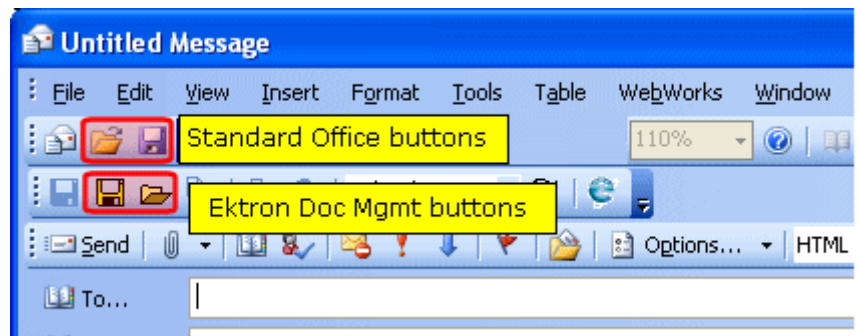 Untitled Message
File Edit View Insert Format Tools Table WebWorks Window
Standard Office buttons 110%
Ektron Doc Mgmt buttons
Send Options... HTML
To...